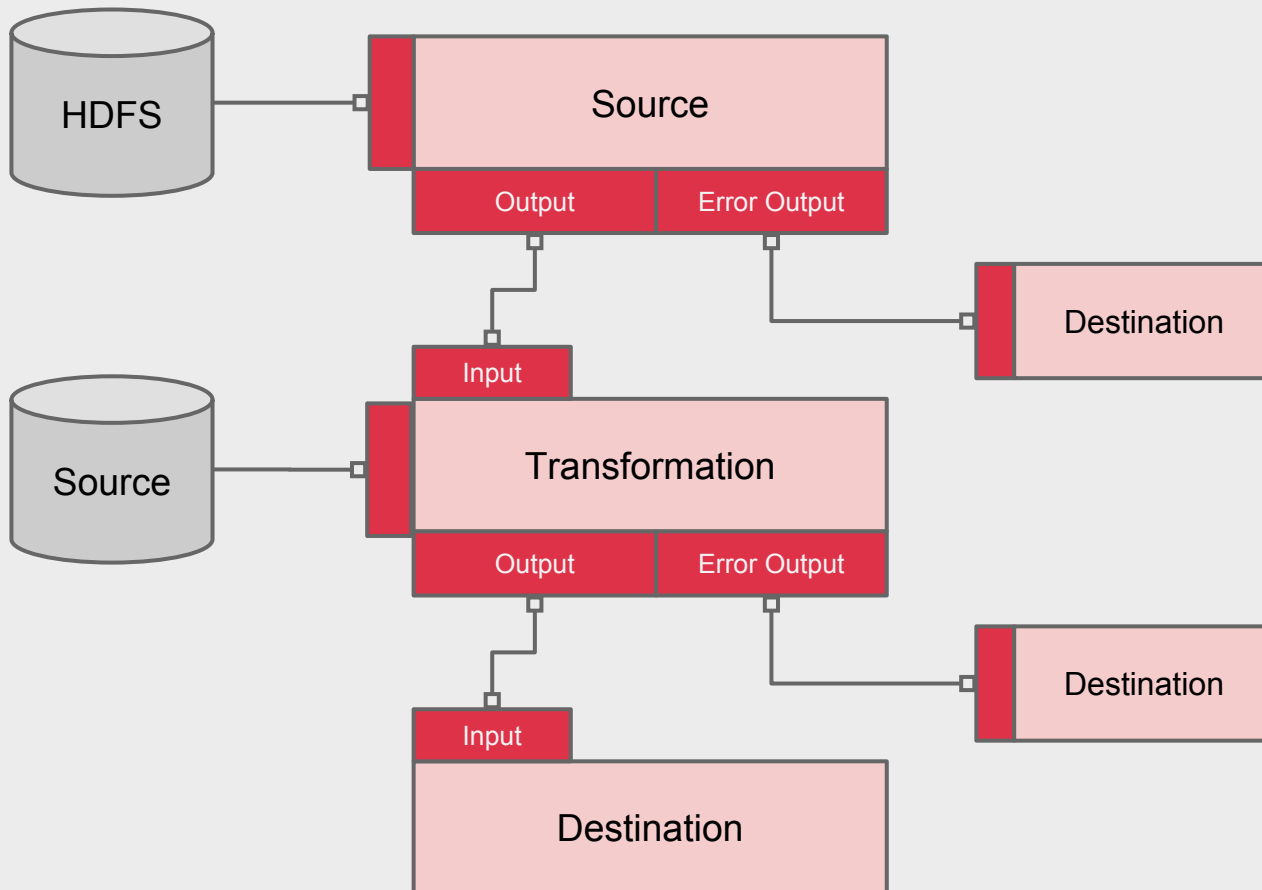 HDFS
Source
Output
Error Output
Destination
Input
Source
Transformation
Output
Error Output
Destination
Input
Destination